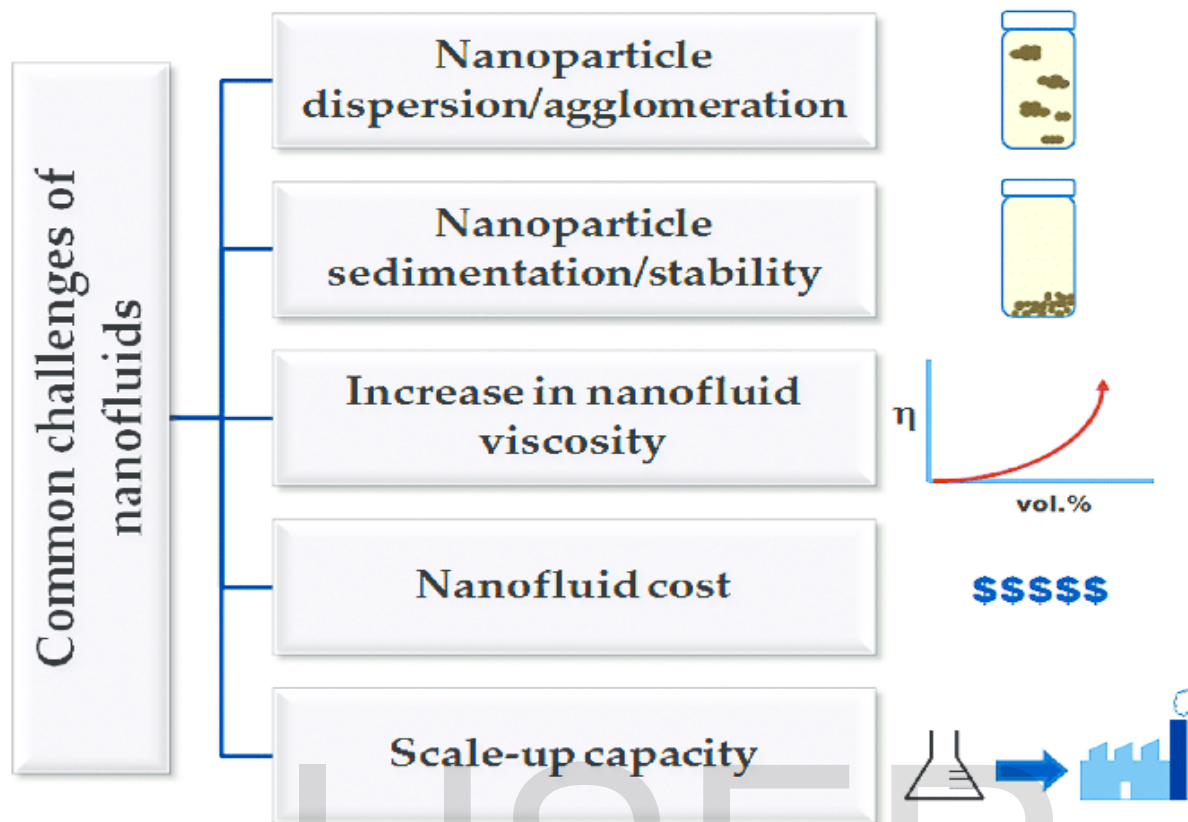 Common challenges of
nanofluids
Nanoparticle
dispersion/agglomeration
Nanoparticle
sedimentation/stability
Increase in nanofluid
viscosity
η
vol.%
Nanofluid cost
$$$$$
Scale-up capacity